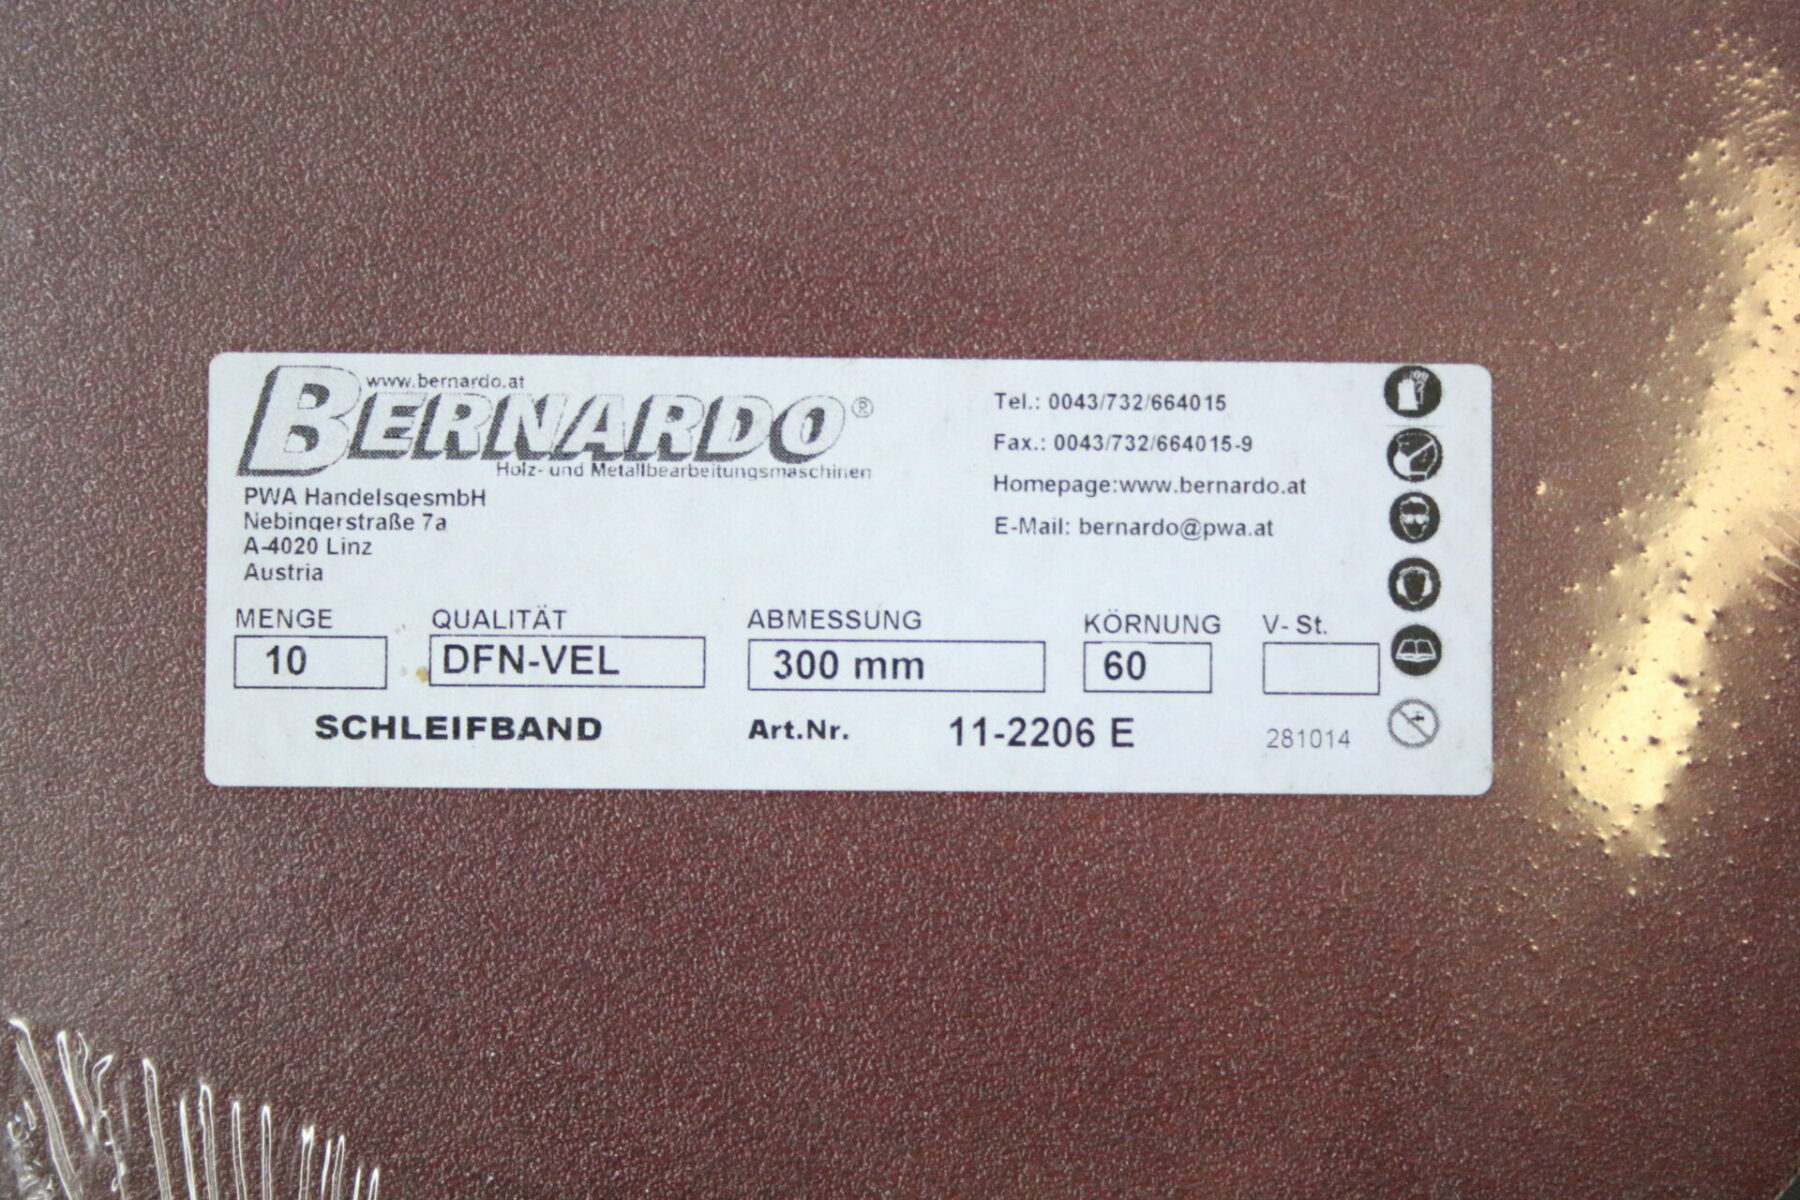 www.bernardo.at
BERNARDO®
Holz- und Metallbearbeitungsmaschinen
PWA HandelsgesmbH
Nebingerstraße 7a
A-4020 Linz
Austria
Tel.: 0043/732/664015
Fax.: 0043/732/664015-9
Homepage:www.bernardo.at
E-Mail: bernardo@pwa.at
MENGE QUALITÄT ABMESSUNG KÖRNUNG V- St.
10 DFN-VEL 300 mm 60
SCHLEIFBAND Art.Nr. 11-2206 E 281014